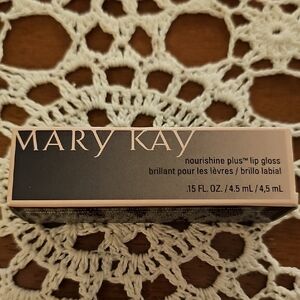 MARY KAY
nourishine plus™ lip gloss
brillant pour les lèvres / brillo labial
.15 FL. OZ. / 4.5 mL / 4,5 mL